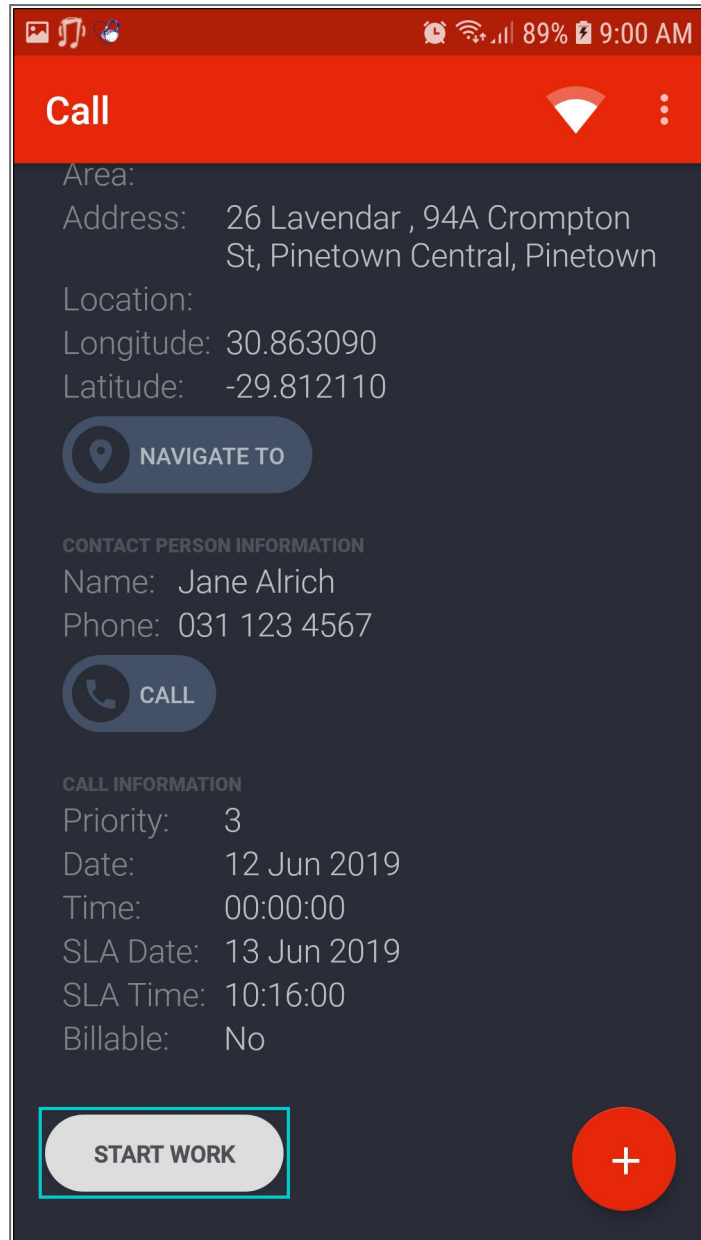 89% 9:00 AM
Call
Area:
Address: 26 Lavendar , 94A Crompton
St, Pinetown Central, Pinetown
Location:
Longitude: 30.863090
Latitude: -29.812110
NAVIGATE TO
CONTACT PERSON INFORMATION
Name: Jane Alrich
Phone: 031 123 4567
CALL
CALL INFORMATION
Priority: 3
Date: 12 Jun 2019
Time: 00:00:00
SLA Date: 13 Jun 2019
SLA Time: 10:16:00
Billable: No
START WORK
+